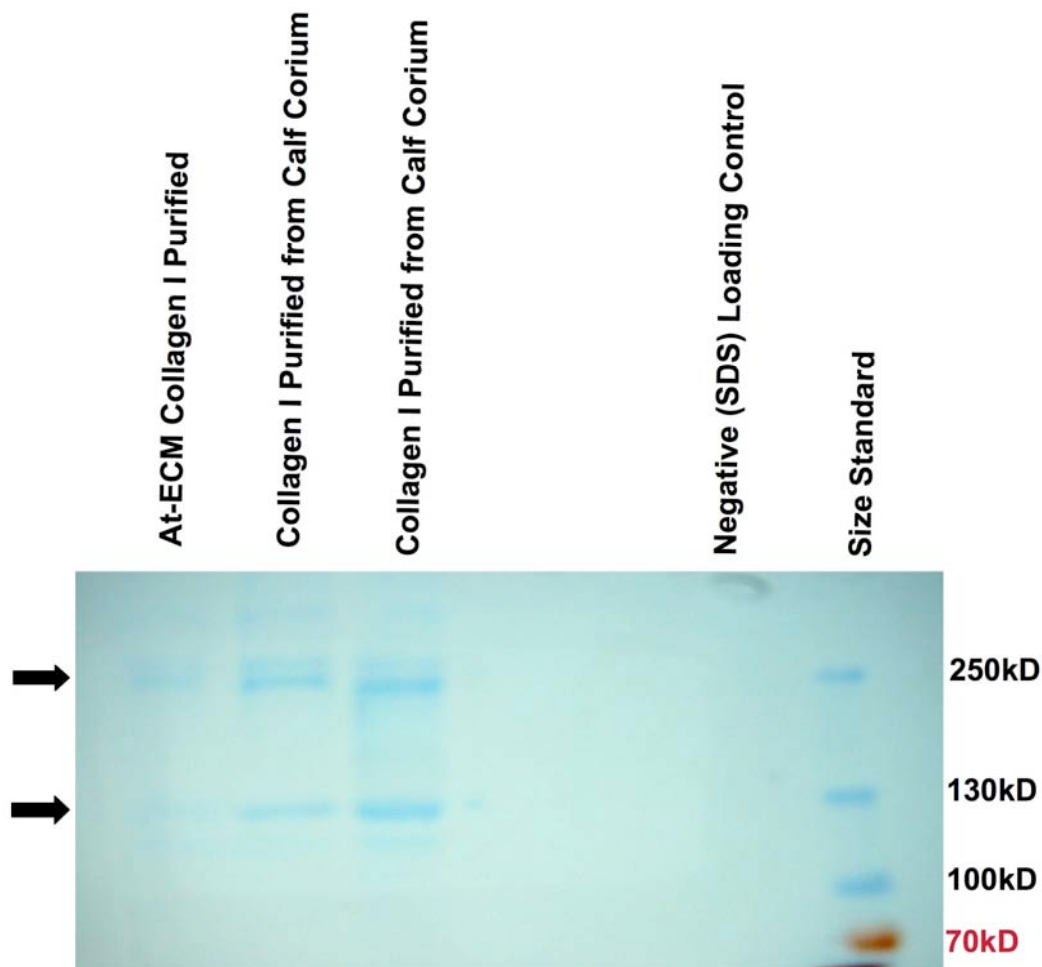 At-ECM Collagen I Purified
Collagen I Purified from Calf Corium
Collagen I Purified from Calf Corium
Negative (SDS) Loading Control
Size Standard
250kD
130kD
100kD
70kD